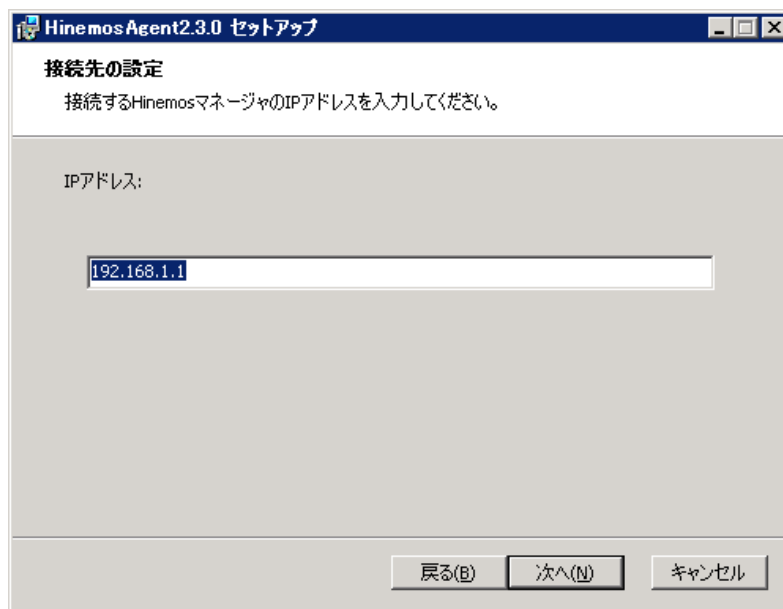 HinemosAgent2.3.0 セットアップ
接続先の設定
接続するHinemosマネージャのIPアドレスを入力してください。
IPアドレス:
192.168.1.1
戻る(B) 次へ(N) キャンセル